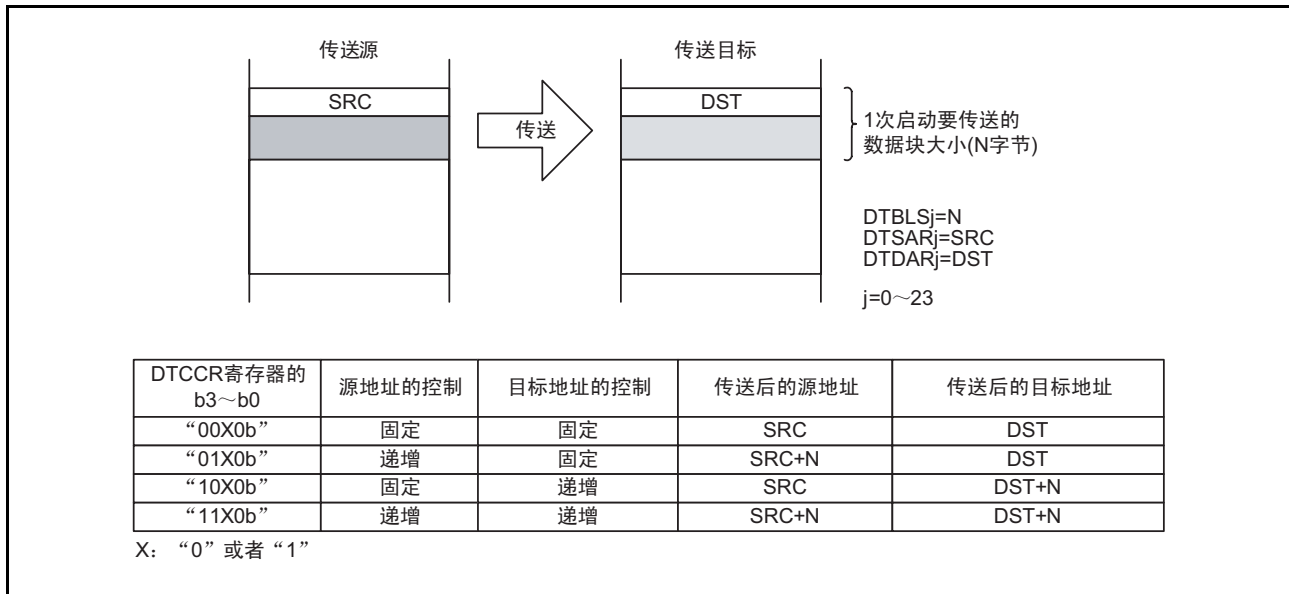 传送源
传送目标
SRC
DST
传送
1次启动要传送的
数据块大小(N字节)
DTBLSj=N
DTSARj=SRC
DTDARj=DST
j=0～23
DTCCR寄存器的
b3～b0
源地址的控制
目标地址的控制
传送后的源地址
传送后的目标地址
“00X0b” 固定 固定 SRC DST
“01X0b” 递增 固定 SRC+N DST
“10X0b” 固定 递增 SRC DST+N
“11X0b” 递增 递增 SRC+N DST+N
X： “0”或者“1”